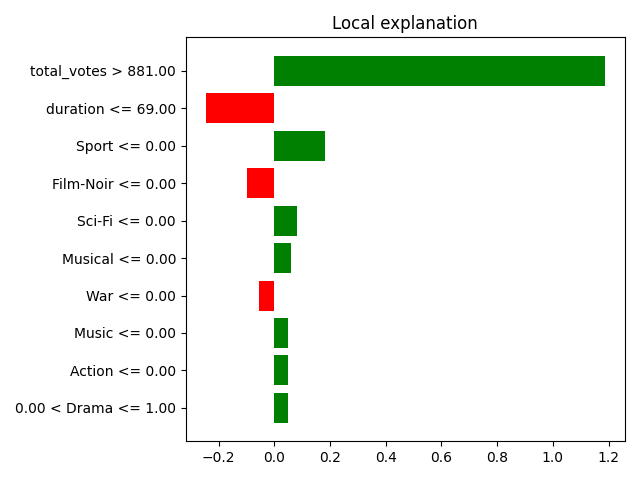 Local explanation
total_votes > 881.00
duration <= 69.00
Sport <= 0.00
Film-Noir <= 0.00
Sci-Fi <= 0.00
Musical <= 0.00
War <= 0.00
Music <= 0.00
Action <= 0.00
0.00 < Drama <= 1.00
−0.2 0.0 0.2 0.4 0.6 0.8 1.0 1.2